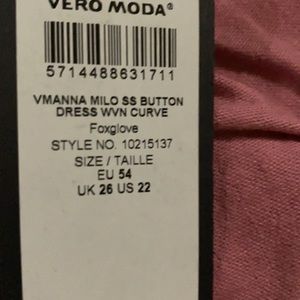 VERO MODA®
5714488631711
VMANNA MILO SS BUTTON
DRESS WVN CURVE
Foxglove
STYLE NO. 10215137
SIZE / TAILLE
EU 54
UK 26 US 22